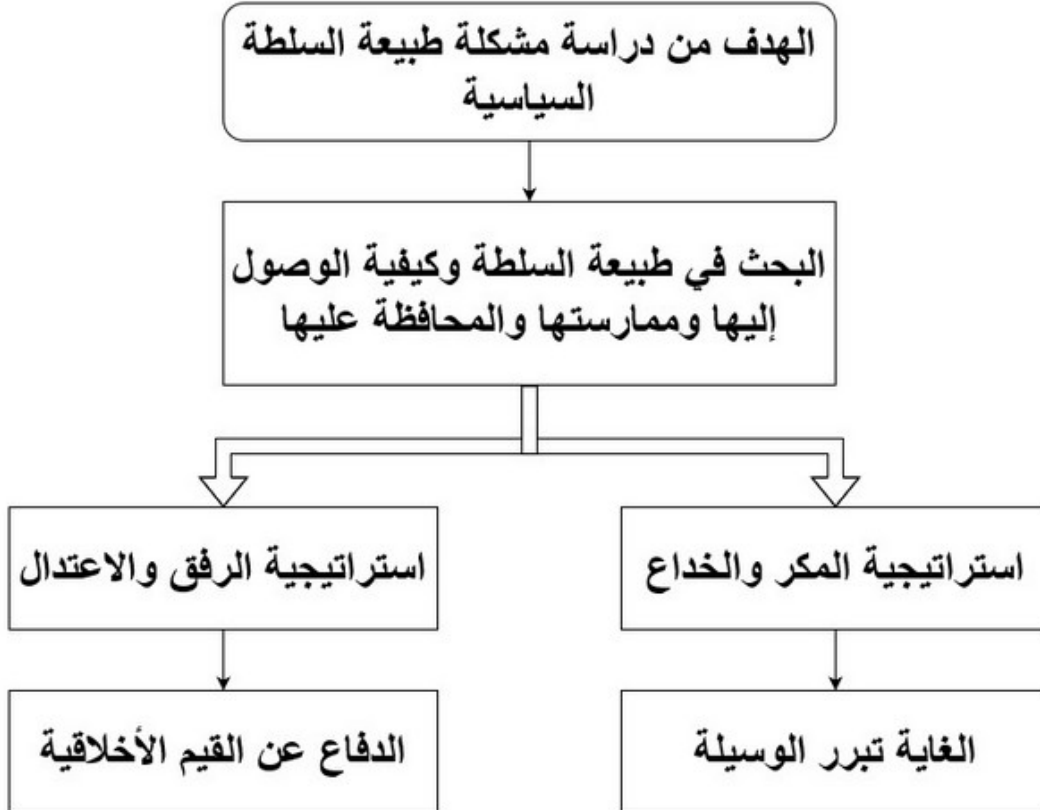 الهدف من دراسة مشكلة طبيعة السلطة
السياسية
البحث في طبيعة السلطة وكيفية الوصول
إليها وممارستها والمحافظة عليها
استراتيجية المكر والخداع
استراتيجية الرفق والاعتدال
الغاية تبرر الوسيلة
الدفاع عن القيم الأخلاقية